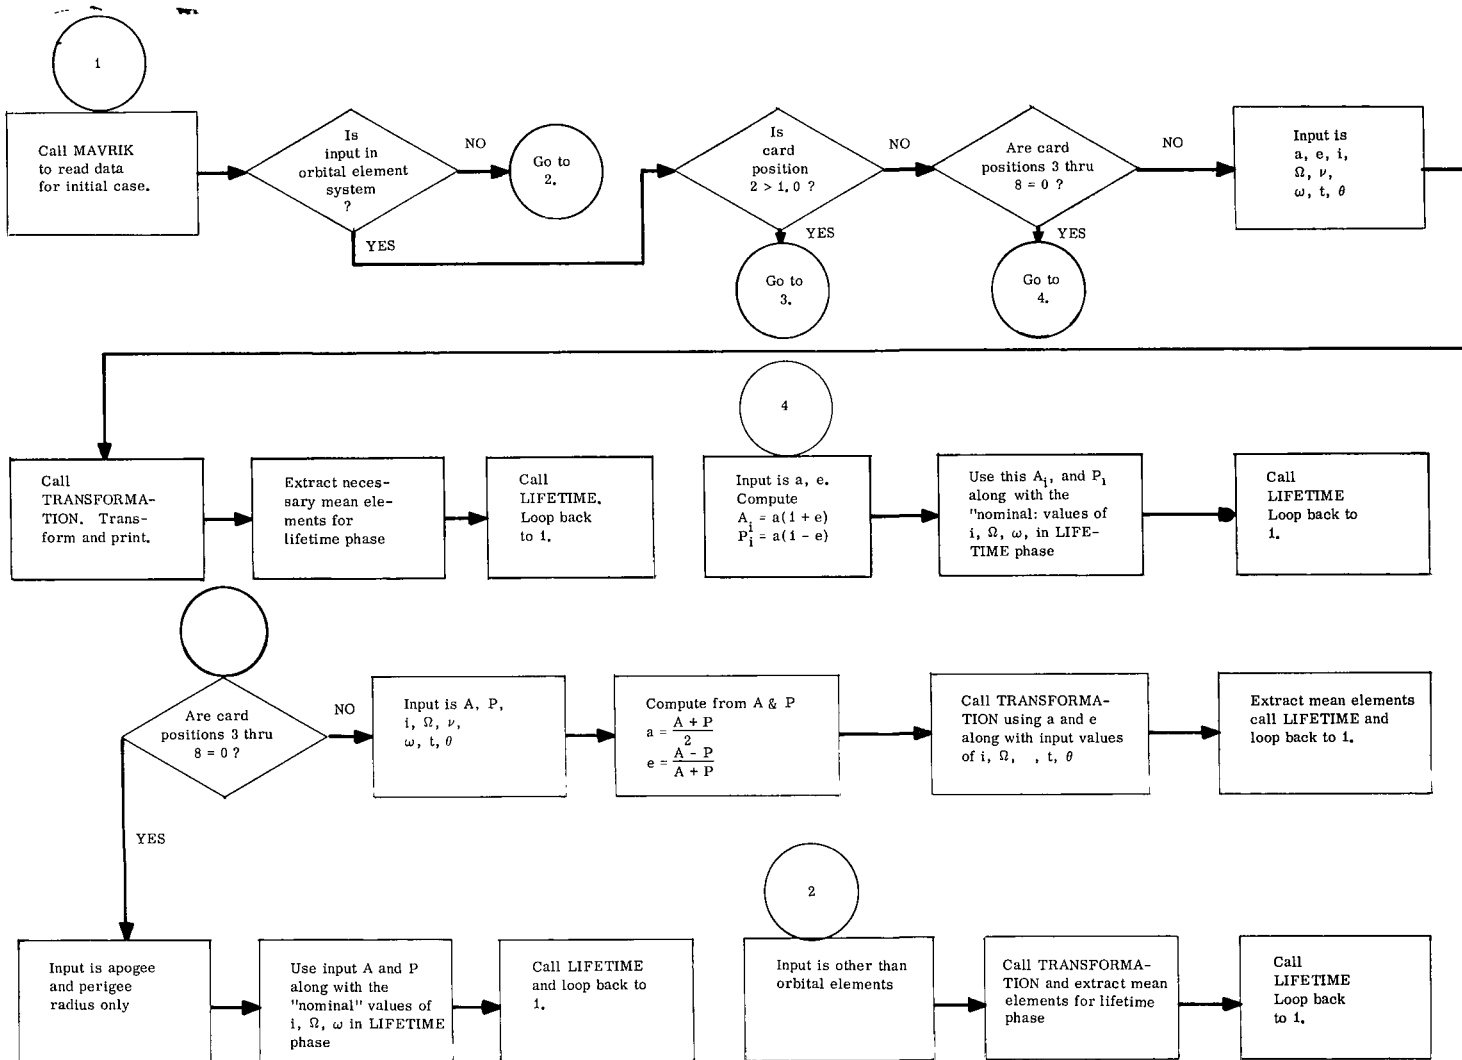 1
Call MAVRIK
to read data
for initial case.
Is
input in
orbital element
system
?
NO
YES
Go to
2.
Is
card
position
2 > 1.0 ?
NO
YES
Go to
3.
Are card
positions 3 thru
8 = 0 ?
NO
YES
Go to
4.
Input is
a, e, i,
Ω, ν,
ω, t, θ
Call
TRANSFORMA-
TION. Trans-
form and print.
Extract neces-
sary mean ele-
ments for
lifetime phase
Call
LIFETIME.
Loop back
to 1.
4
Input is a, e.
Compute
A_i = a(1 + e)
P_i = a(1 - e)
Use this A_i, and P_i
along with the
"nominal: values of
i, Ω, ω, in LIFE-
TIME phase
Call
LIFETIME
Loop back to
1.
Are card
positions 3 thru
8 = 0 ?
NO
YES
Input is A, P,
i, Ω, ν,
ω, t, θ
Compute from A & P
a = A + P
2
e = A - P
A + P
Call TRANSFORMA-
TION using a and e
along with input values
of i, Ω, , t, θ
Extract mean elements
call LIFETIME and
loop back to 1.
Input is apogee
and perigee
radius only
Use input A and P
along with the
"nominal" values of
i, Ω, ω in LIFETIME
phase
Call LIFETIME
and loop back to
1.
2
Input is other than
orbital elements
Call TRANSFORMA-
TION and extract mean
elements for lifetime
phase
Call
LIFETIME
Loop back
to 1.